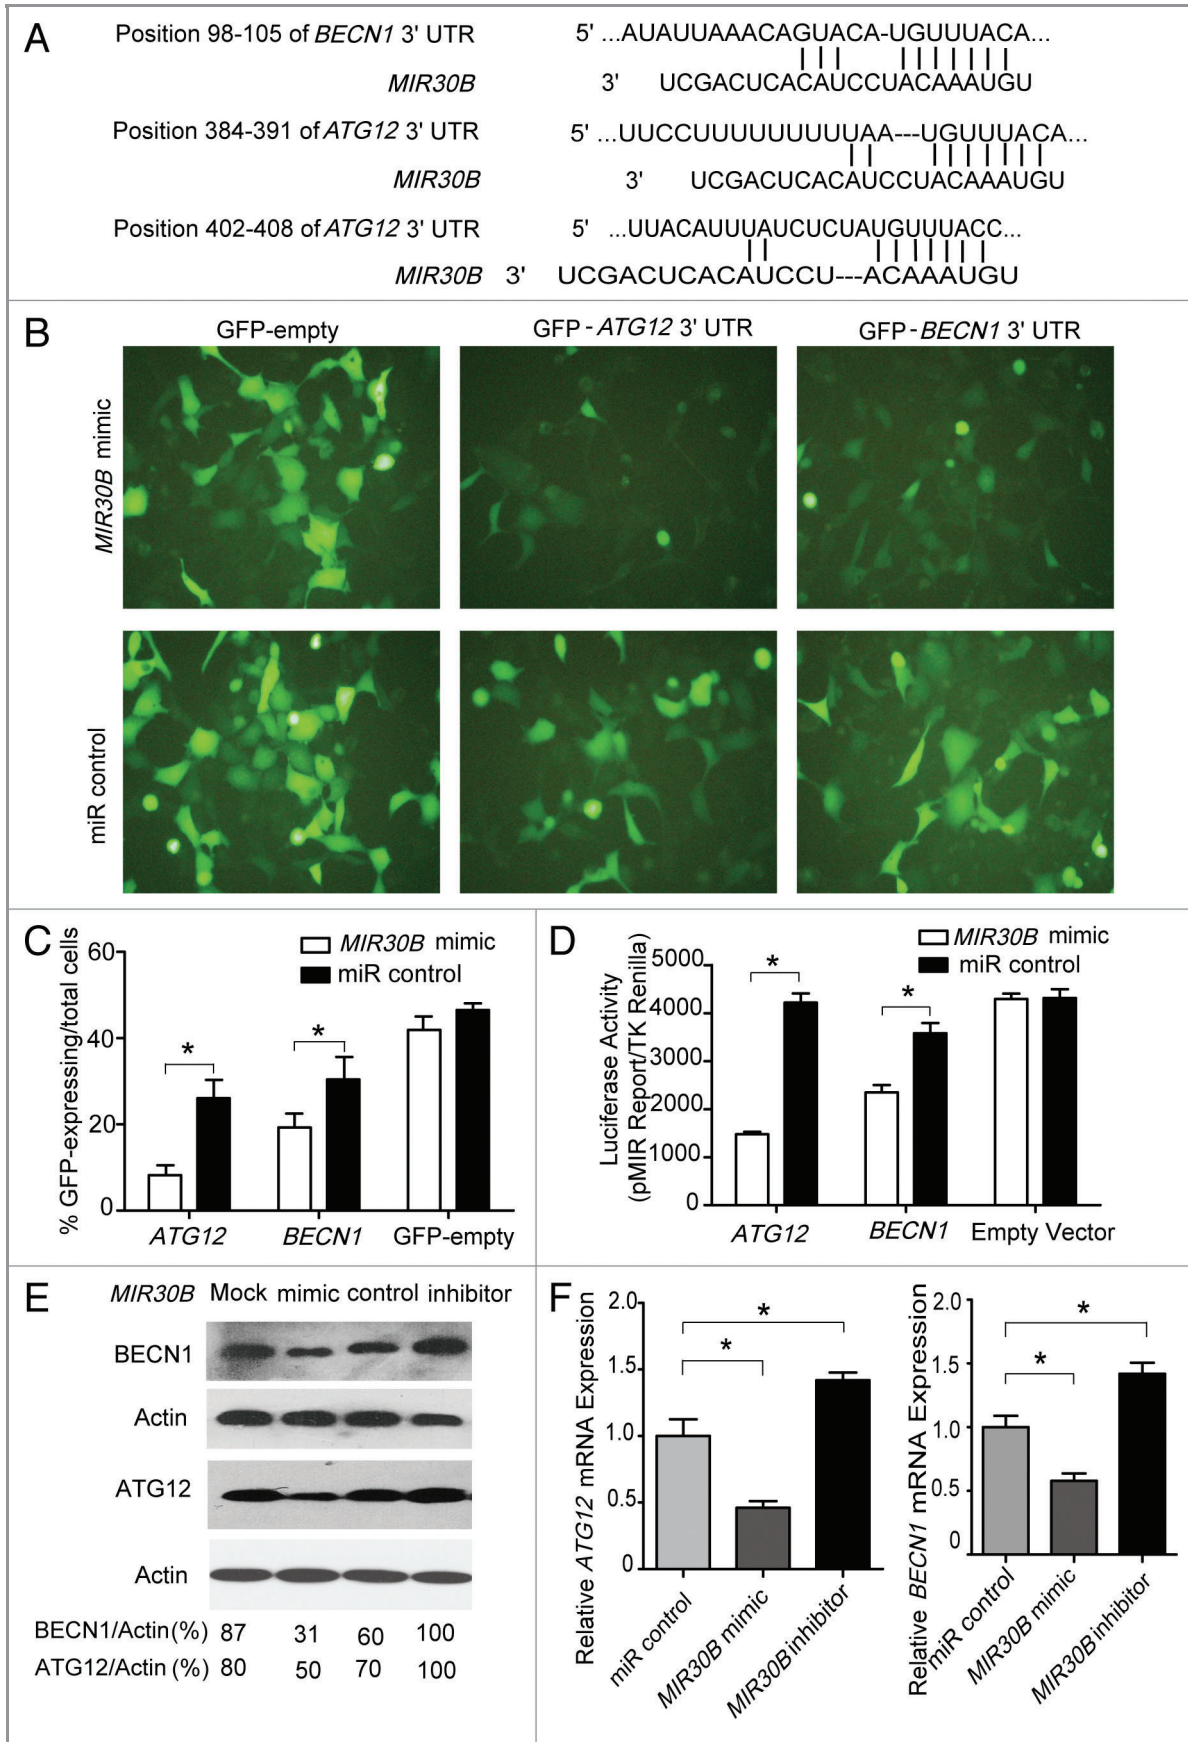 A
Position 98-105 of BECN1 3' UTR 5' ...AUAUUAAACAGUACA-UGUUUACA...
MIR30B 3' UCGACUCACAUCCUACAAAUGU
Position 384-391 of ATG12 3' UTR 5' ...UUCCUUUUUUUUUUAA---UGUUUACA...
MIR30B 3' UCGACUCACAUCCUACAAAUGU
Position 402-408 of ATG12 3' UTR 5' ...UUACAUUUAUCUCUAUGUUUACC...
MIR30B 3' UCGACUCACAUCCU---ACAAAUGU
B
GFP-empty GFP-ATG12 3' UTR GFP-BECN1 3' UTR
MIR30B mimic
miR control
C
MIR30B mimic
miR control
% GFP-expressing/total cells
60
40
20
0
ATG12 BECN1 GFP-empty
* *
D
MIR30B mimic
miR control
Luciferase Activity
(pMIR Report/TK Renilla)
5000
4000
3000
2000
1000
0
ATG12 BECN1 Empty Vector
* *
E
MIR30B Mock mimic control inhibitor
BECN1
Actin
ATG12
Actin
BECN1/Actin(%) 87 31 60 100
ATG12/Actin (%) 80 50 70 100
F
Relative ATG12 mRNA Expression
2.0
1.5
1.0
0.5
0
* *
miR control MIR30B mimic MIR30B inhibitor
Relative BECN1 mRNA Expression
2.0
1.5
1.0
0.5
0
* *
miR control MIR30B mimic MIR30B inhibitor